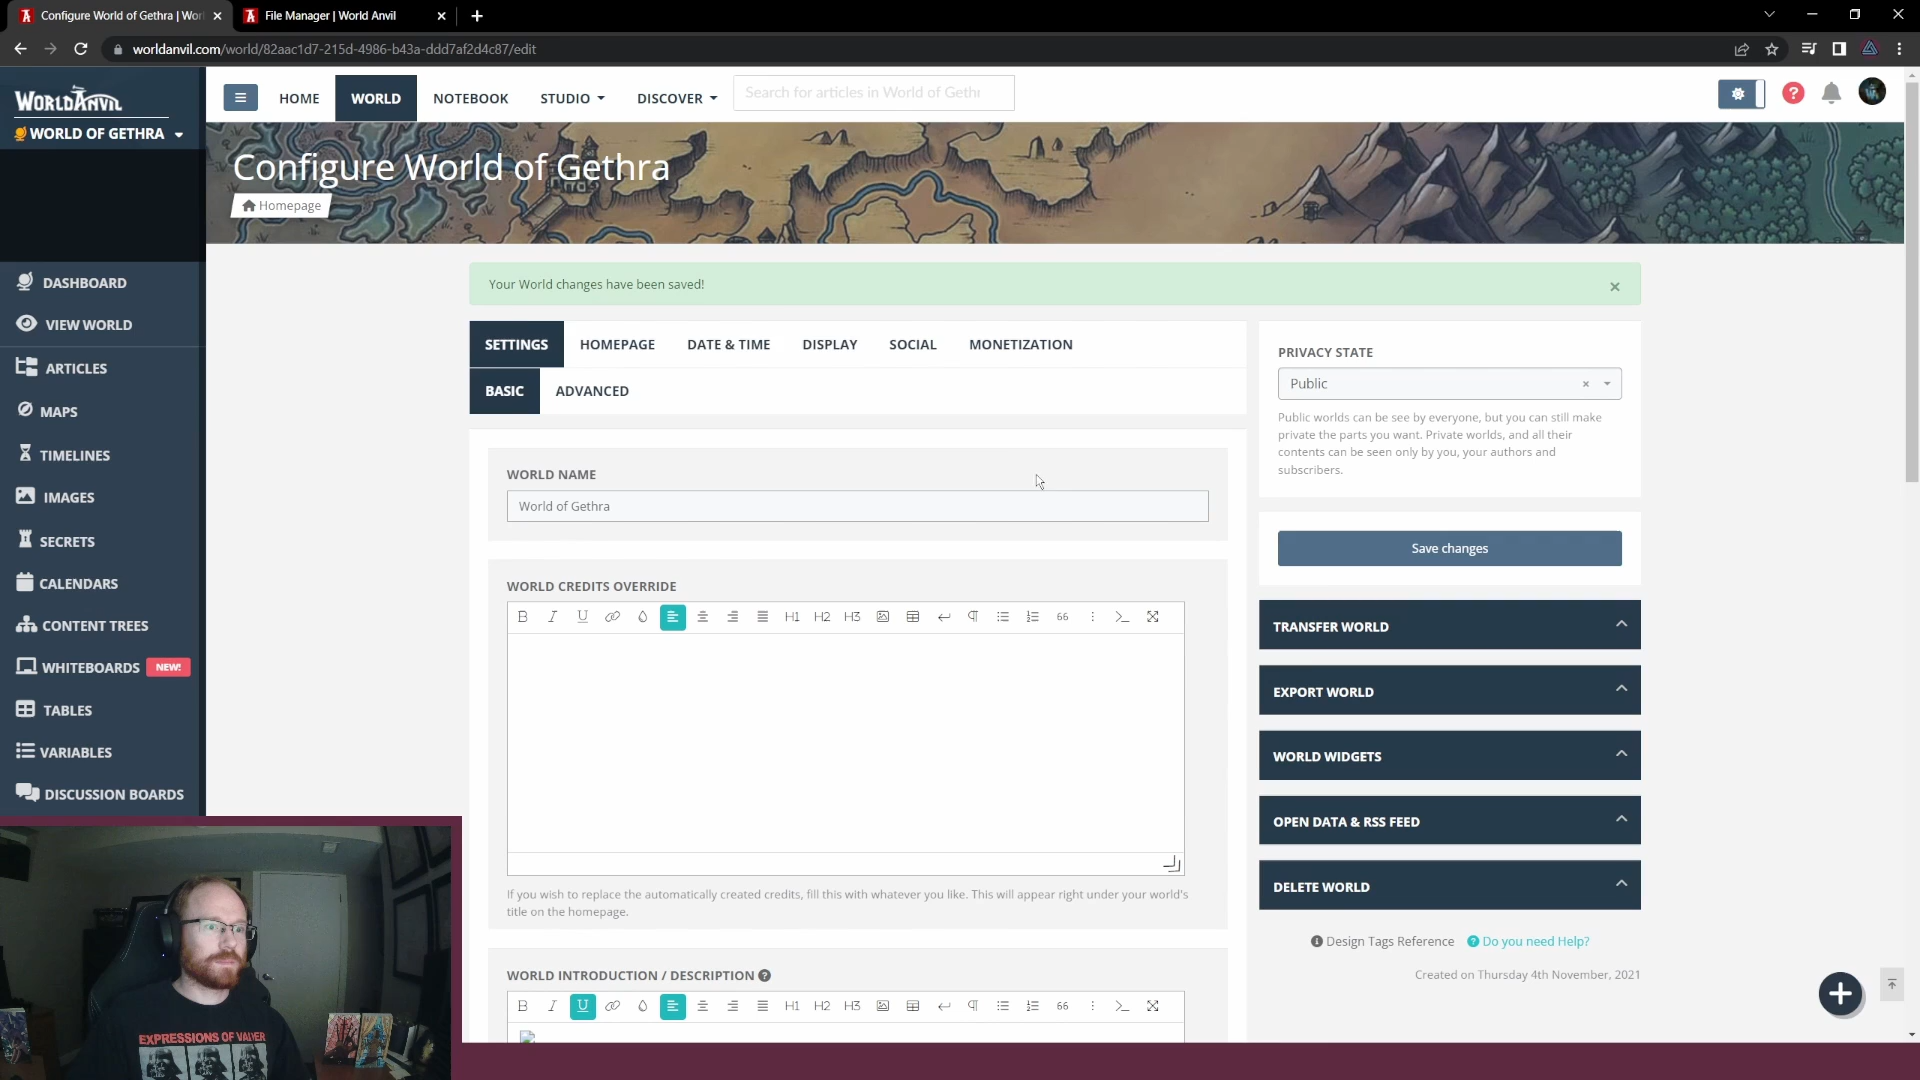 Configure World of Gethra | Wor
File Manager | World Anvil
worldanvil.com/world/82aac1d7-215d-4986-b43a-ddd7af2d4c87/edit
WORLDANVIL
WORLD OF GETHRA
HOME
WORLD
NOTEBOOK
STUDIO
DISCOVER
Search for articles in World of Geth
Configure World of Gethra
Homepage
DASHBOARD
VIEW WORLD
ARTICLES
MAPS
TIMELINES
IMAGES
SECRETS
CALENDARS
CONTENT TREES
WHITEBOARDS NEW!
TABLES
VARIABLES
DISCUSSION BOARDS
Your World changes have been saved!
SETTINGS HOMEPAGE DATE & TIME DISPLAY SOCIAL MONETIZATION
BASIC ADVANCED
WORLD NAME
World of Gethra
WORLD CREDITS OVERRIDE
B I U H1 H2 H3 66
If you wish to replace the automatically created credits, fill this with whatever you like. This will appear right under your world's
title on the homepage.
WORLD INTRODUCTION / DESCRIPTION
B I U H1 H2 H3 66
PRIVACY STATE
Public
Public worlds can be see by everyone, but you can still make
private the parts you want. Private worlds, and all their
contents can be seen only by you, your authors and
subscribers.
Save changes
TRANSFER WORLD
EXPORT WORLD
WORLD WIDGETS
OPEN DATA & RSS FEED
DELETE WORLD
Design Tags Reference Do you need Help?
Created on Thursday 4th November, 2021
EXPRESSIONS OF VADER